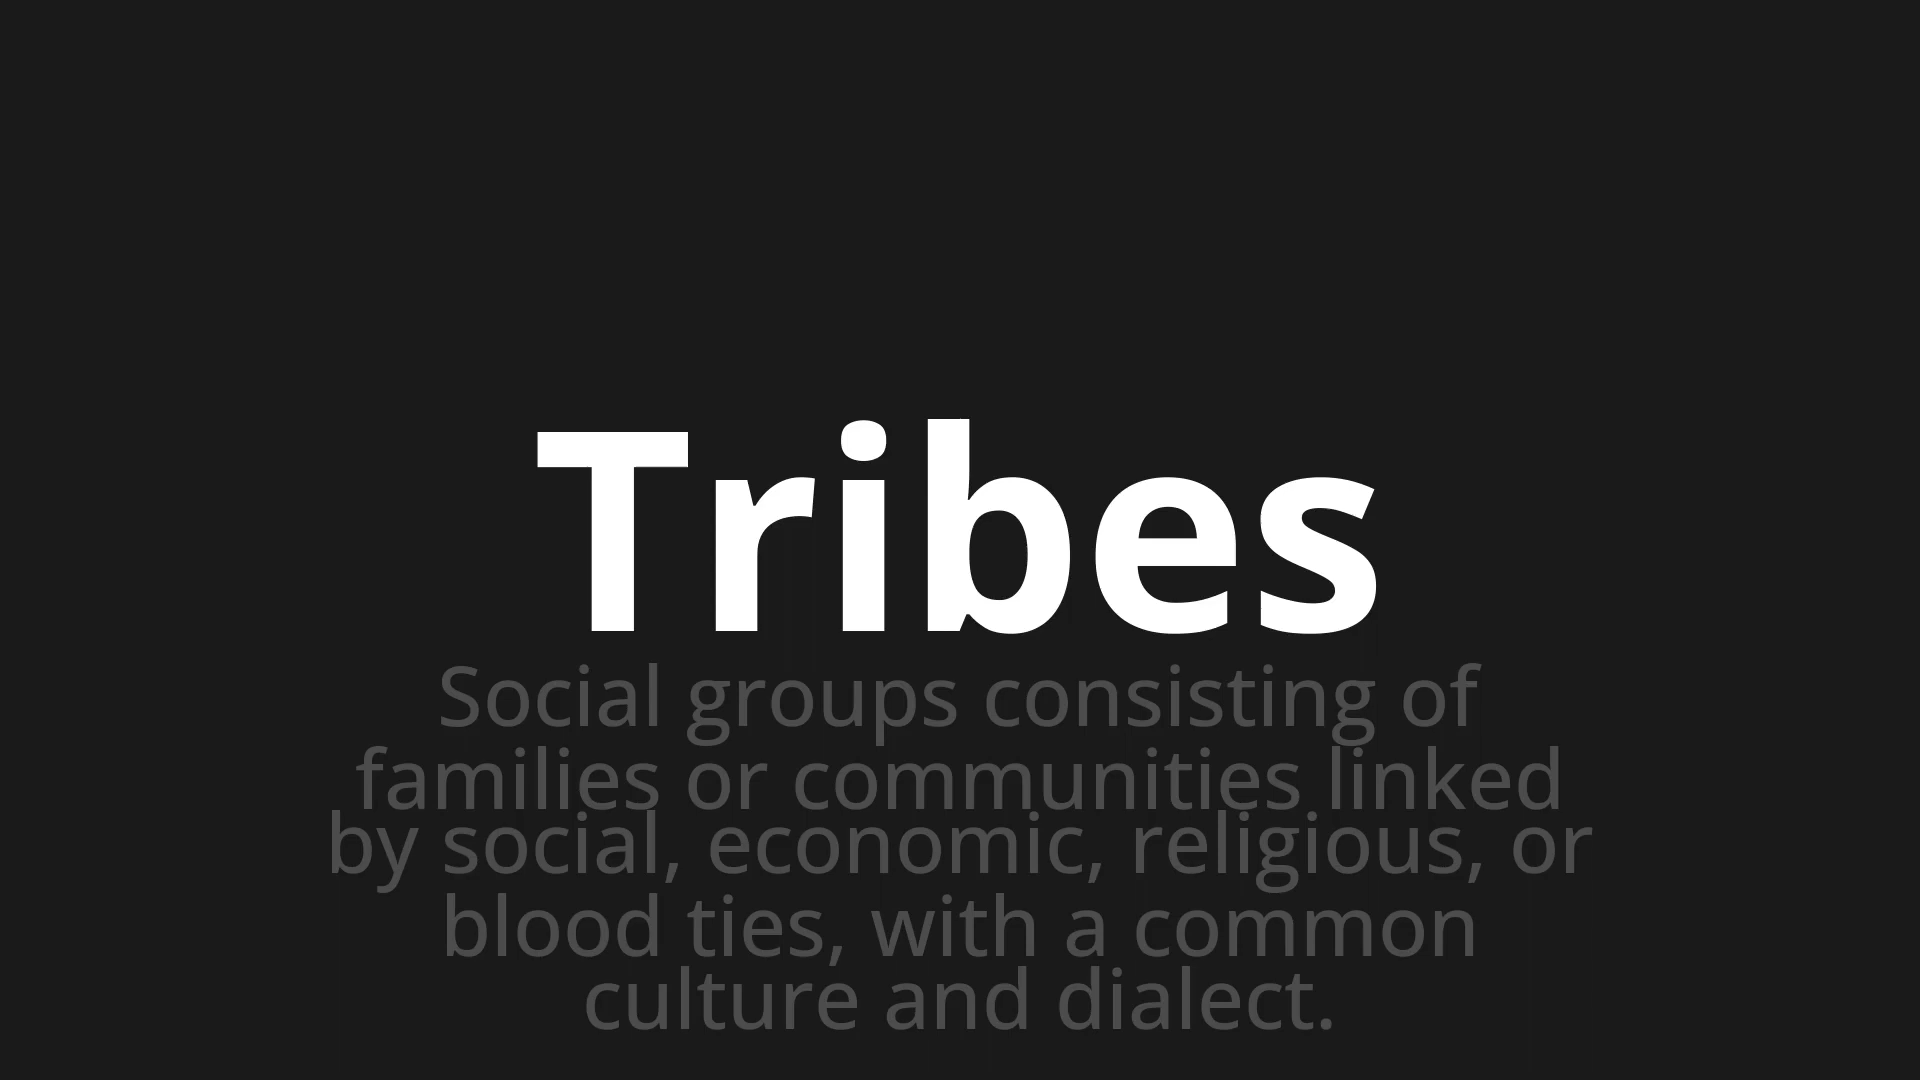 Tribes
Social groups consisting of
families or communities linked
by social, economic, religious, or
blood ties, with a common
culture and dialect.